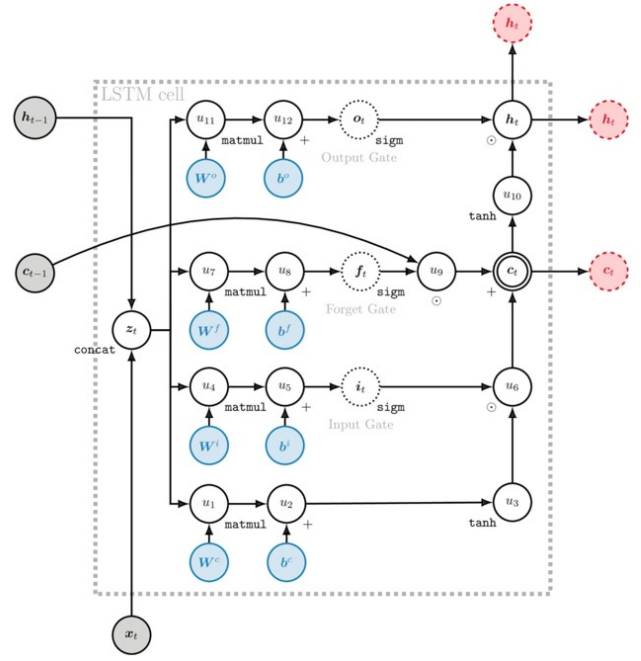 h_t
LSTM cell
h_{t-1} u_11 u_12 o_t h_t h_t
matmul + sigm ⊙
Output Gate
W^o b^o u_10
tanh
c_{t-1} u_7 u_8 f_t u_9 c_t c_t
matmul + sigm ⊙ +
Forget Gate
z_t W^f b^f
concat
u_4 u_5 i_t u_6
matmul + sigm ⊙
Input Gate
W^i b^i
u_1 u_2 u_3
matmul + tanh
W^c b^c
x_t